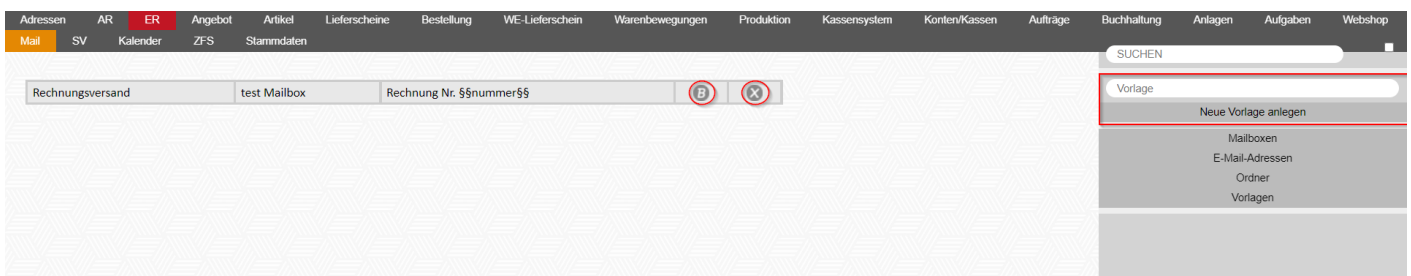 Adressen AR ER Angebot Artikel Lieferscheine Bestellung WE-Lieferschein Warenbewegungen Produktion Kassensystem Konten/Kassen Aufträge Buchhaltung Anlagen Aufgaben Webshop
Mail SV Kalender ZFS Stammdaten
SUCHEN
Rechnungsversand test Mailbox Rechnung Nr. §§nummer§§ B X
Vorlage
Neue Vorlage anlegen
Mailboxen
E-Mail-Adressen
Ordner
Vorlagen